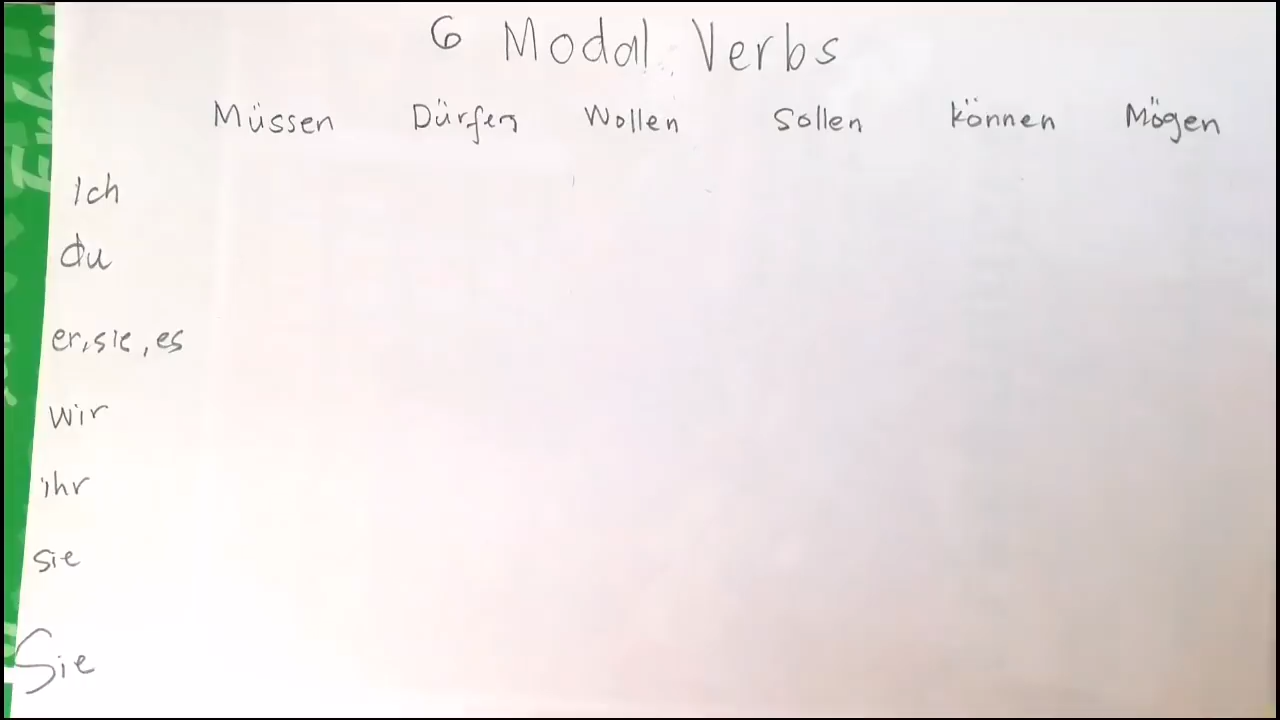 6 Modal Verbs
Müssen Dürfen Wollen Sollen können Mögen
Ich
du
er, sie, es
wir
ihr
sie
Sie